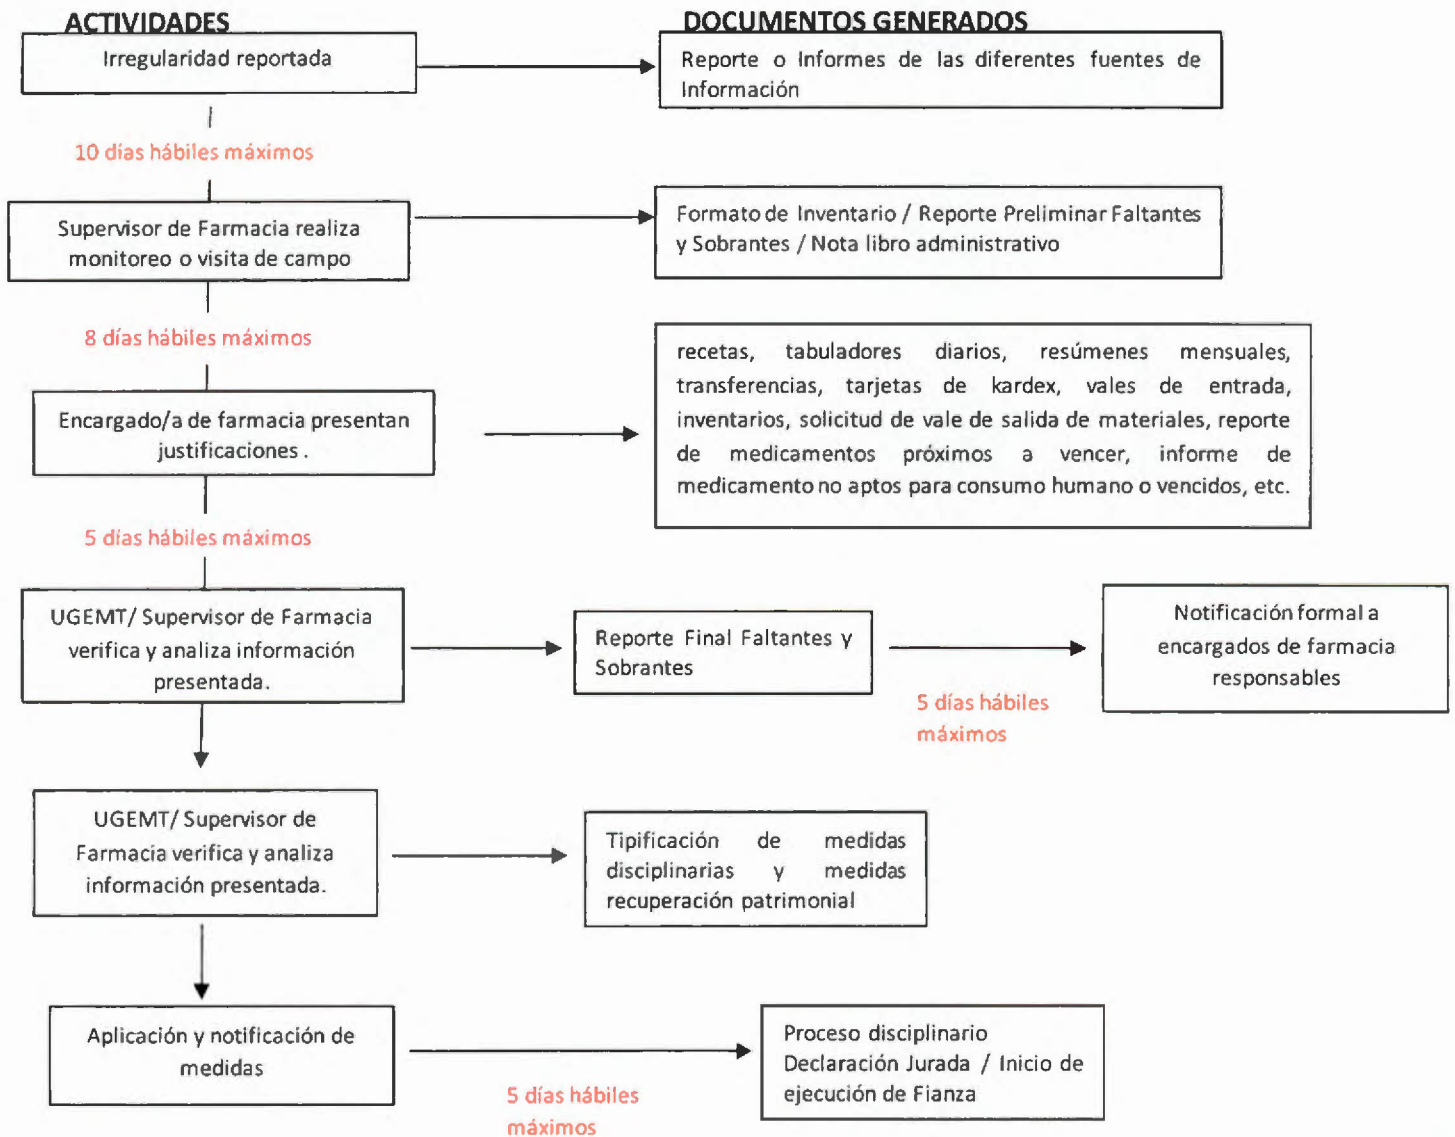 ACTIVIDADES
DOCUMENTOS GENERADOS
Irregularidad reportada
Reporte o Informes de las diferentes fuentes de
Información
10 días hábiles máximos
Supervisor de Farmacia realiza
monitoreo o visita de campo
Formato de Inventario / Reporte Preliminar Faltantes
y Sobrantes / Nota libro administrativo
8 días hábiles máximos
Encargado/a de farmacia presentan
justificaciones .
recetas, tabuladores diarios, resúmenes mensuales,
transferencias, tarjetas de kardex, vales de entrada,
inventarios, solicitud de vale de salida de materiales, reporte
de medicamentos próximos a vencer, informe de
medicamento no aptos para consumo humano o vencidos, etc.
5 días hábiles máximos
UGEMT/ Supervisor de Farmacia
verifica y analiza información
presentada.
Reporte Final Faltantes y
Sobrantes
5 días hábiles
máximos
Notificación formal a
encargados de farmacia
responsables
UGEMT/ Supervisor de
Farmacia verifica y analiza
información presentada.
Tipificación de medidas
disciplinarias y medidas
recuperación patrimonial
Aplicación y notificación de
medidas
5 días hábiles
máximos
Proceso disciplinario
Declaración Jurada / Inicio de
ejecución de Fianza